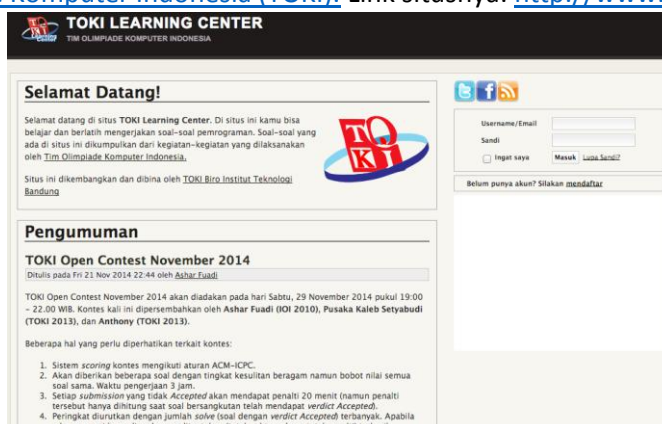 Komputer Indonesia (TOKI). Link situsnya: http://www
TOKI LEARNING CENTER
TIM OLIMPIADE KOMPUTER INDONESIA
Selamat Datang!
Selamat datang di situs TOKI Learning Center. Di situs ini kamu bisa
belajar dan berlatih mengerjakan soal-soal pemrograman. Soal-soal yang
ada di situs ini dikumpulkan dari kegiatan-kegiatan yang dilaksanakan
oleh Tim Olimpiade Komputer Indonesia.
Situs ini dikembangkan dan dibina oleh TOKI Biro Institut Teknologi
Bandung
TOKI
Pengumuman
TOKI Open Contest November 2014
Ditulis pada Fri 21 Nov 2014 22:44 oleh Ashar Fuadi
TOKI Open Contest November 2014 akan diadakan pada hari Sabtu, 29 November 2014 pukul 19:00
- 22.00 WIB. Kontes kali ini dipersembahkan oleh Ashar Fuadi (IOI 2010), Pusaka Kaleb Setyabudi
(TOKI 2013), dan Anthony (TOKI 2013).
Beberapa hal yang perlu diperhatikan terkait kontes:
1. Sistem scoring kontes mengikuti aturan ACM-ICPC.
2. Akan diberikan beberapa soal dengan tingkat kesulitan beragam namun bobot nilai semua
soal sama. Waktu pengerjaan 3 jam.
3. Setiap submission yang tidak Accepted akan mendapat penalti 20 menit (namun penalti
tersebut hanya dihitung saat soal bersangkutan telah mendapat verdict Accepted).
4. Peringkat diurutkan dengan jumlah solve (soal dengan verdict Accepted) terbanyak. Apabila
Username/Email
Sandi
Ingat saya
Masuk Lupa Sandi?
Belum punya akun? Silakan mendaftar